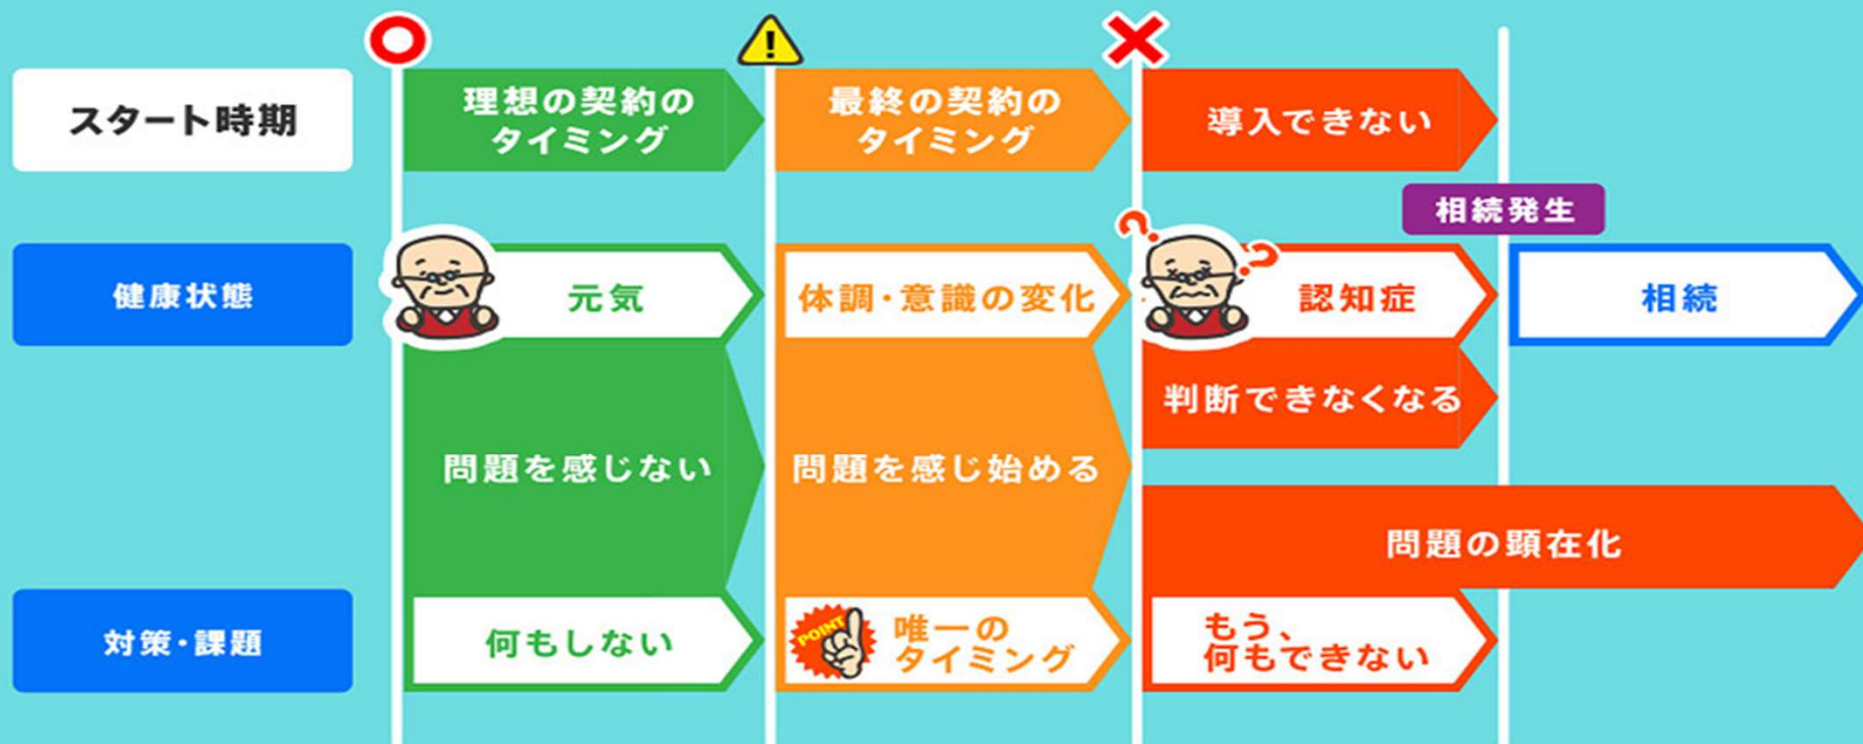 スタート時期
理想の契約の
タイミング
最終の契約の
タイミング
導入できない
相続発生
健康状態
元気
体調・意識の変化
認知症
相続
判断できなくなる
問題を感じない
問題を感じ始める
問題の顕在化
対策・課題
何もしない
POINT
唯一の
タイミング
もう、
何もできない